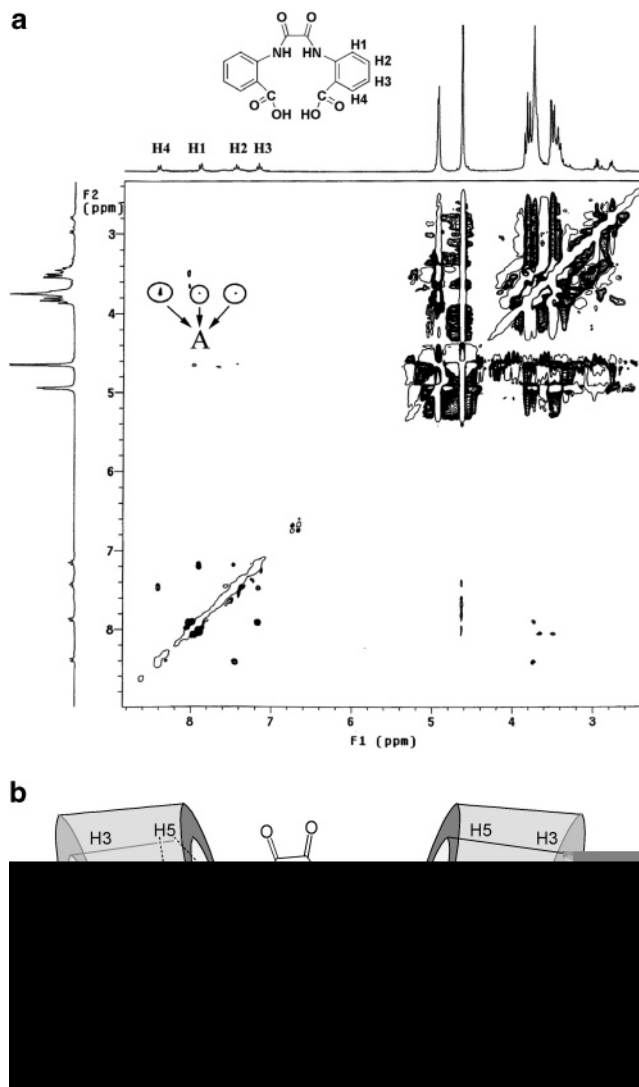 a
O O
NH HN
H1
H2
H3
H4
O C OH HO C O
H4 H1 H2 H3
F2
(ppm)
3
4
A
5
6
7
8
8 7 6 5 4 3
F1 (ppm)
b
H3 H5 O O H5 H3